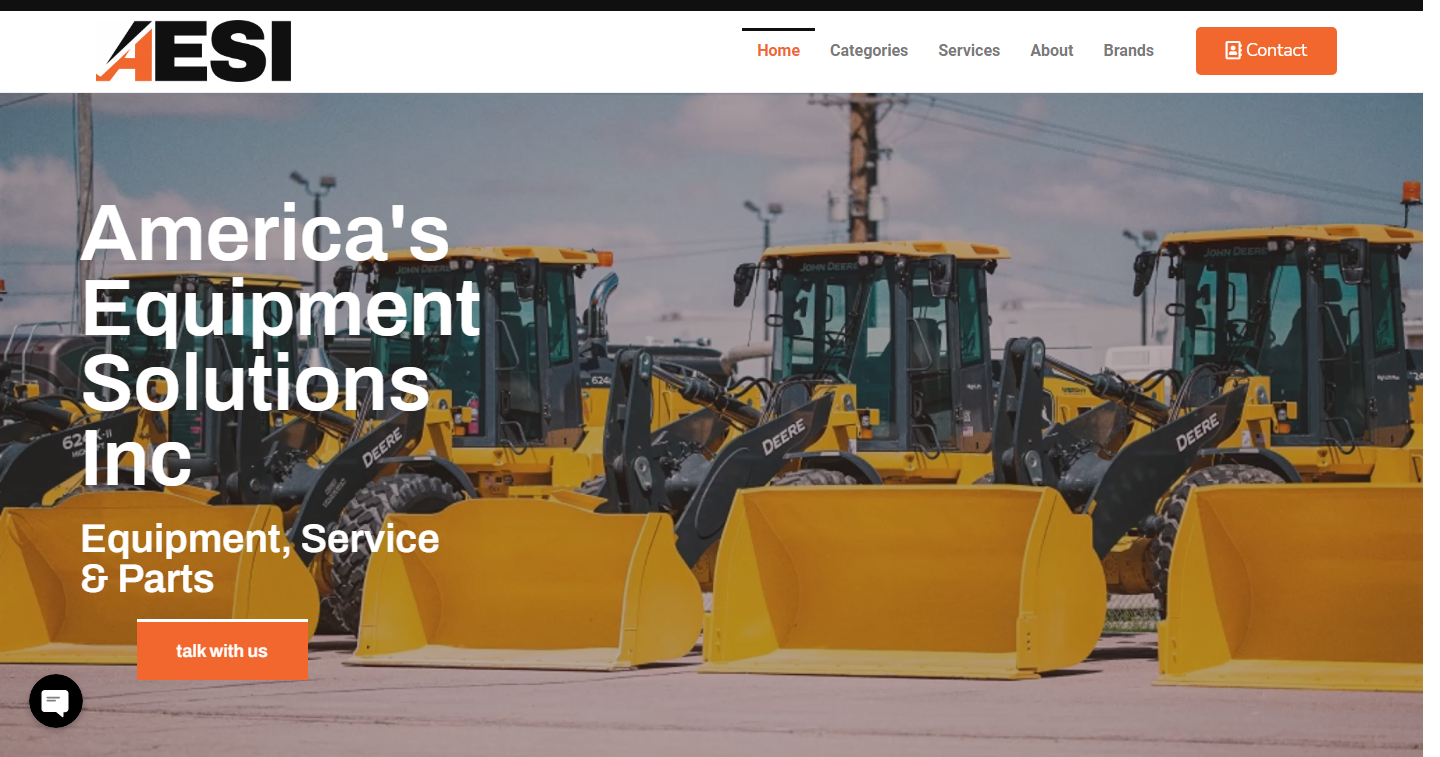 AESI
Home Categories Services About Brands Contact
America's
Equipment
Solutions
Inc
Equipment, Service
& Parts
talk with us
JOHN DEERE
JOHN DEERE
JOHN DEERE
DEERE
DEERE
DEERE